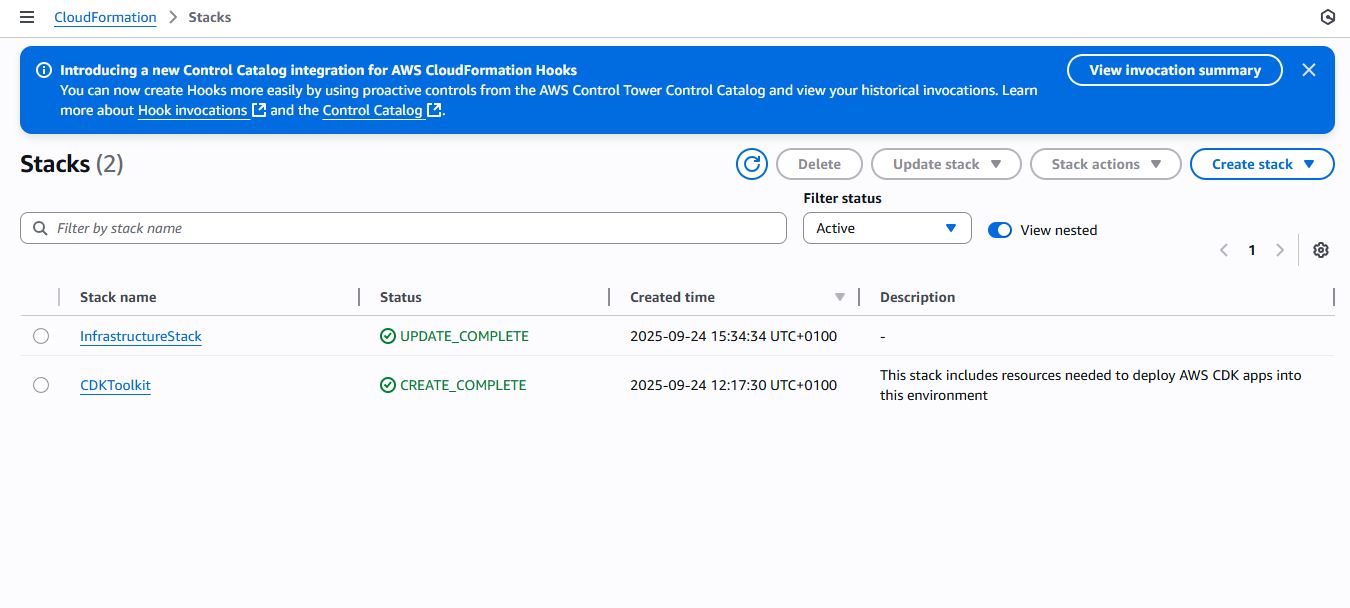 CloudFormation > Stacks
Introducing a new Control Catalog integration for AWS CloudFormation Hooks
You can now create Hooks more easily by using proactive controls from the AWS Control Tower Control Catalog and view your historical invocations. Learn
more about Hook invocations and the Control Catalog.
View invocation summary
Stacks (2)
Delete
Update stack
Stack actions
Create stack
Filter by stack name
Filter status
Active
View nested
1
Stack name Status Created time Description
InfrastructureStack UPDATE_COMPLETE 2025-09-24 15:34:34 UTC+0100 -
CDKToolkit CREATE_COMPLETE 2025-09-24 12:17:30 UTC+0100 This stack includes resources needed to deploy AWS CDK apps into
this environment